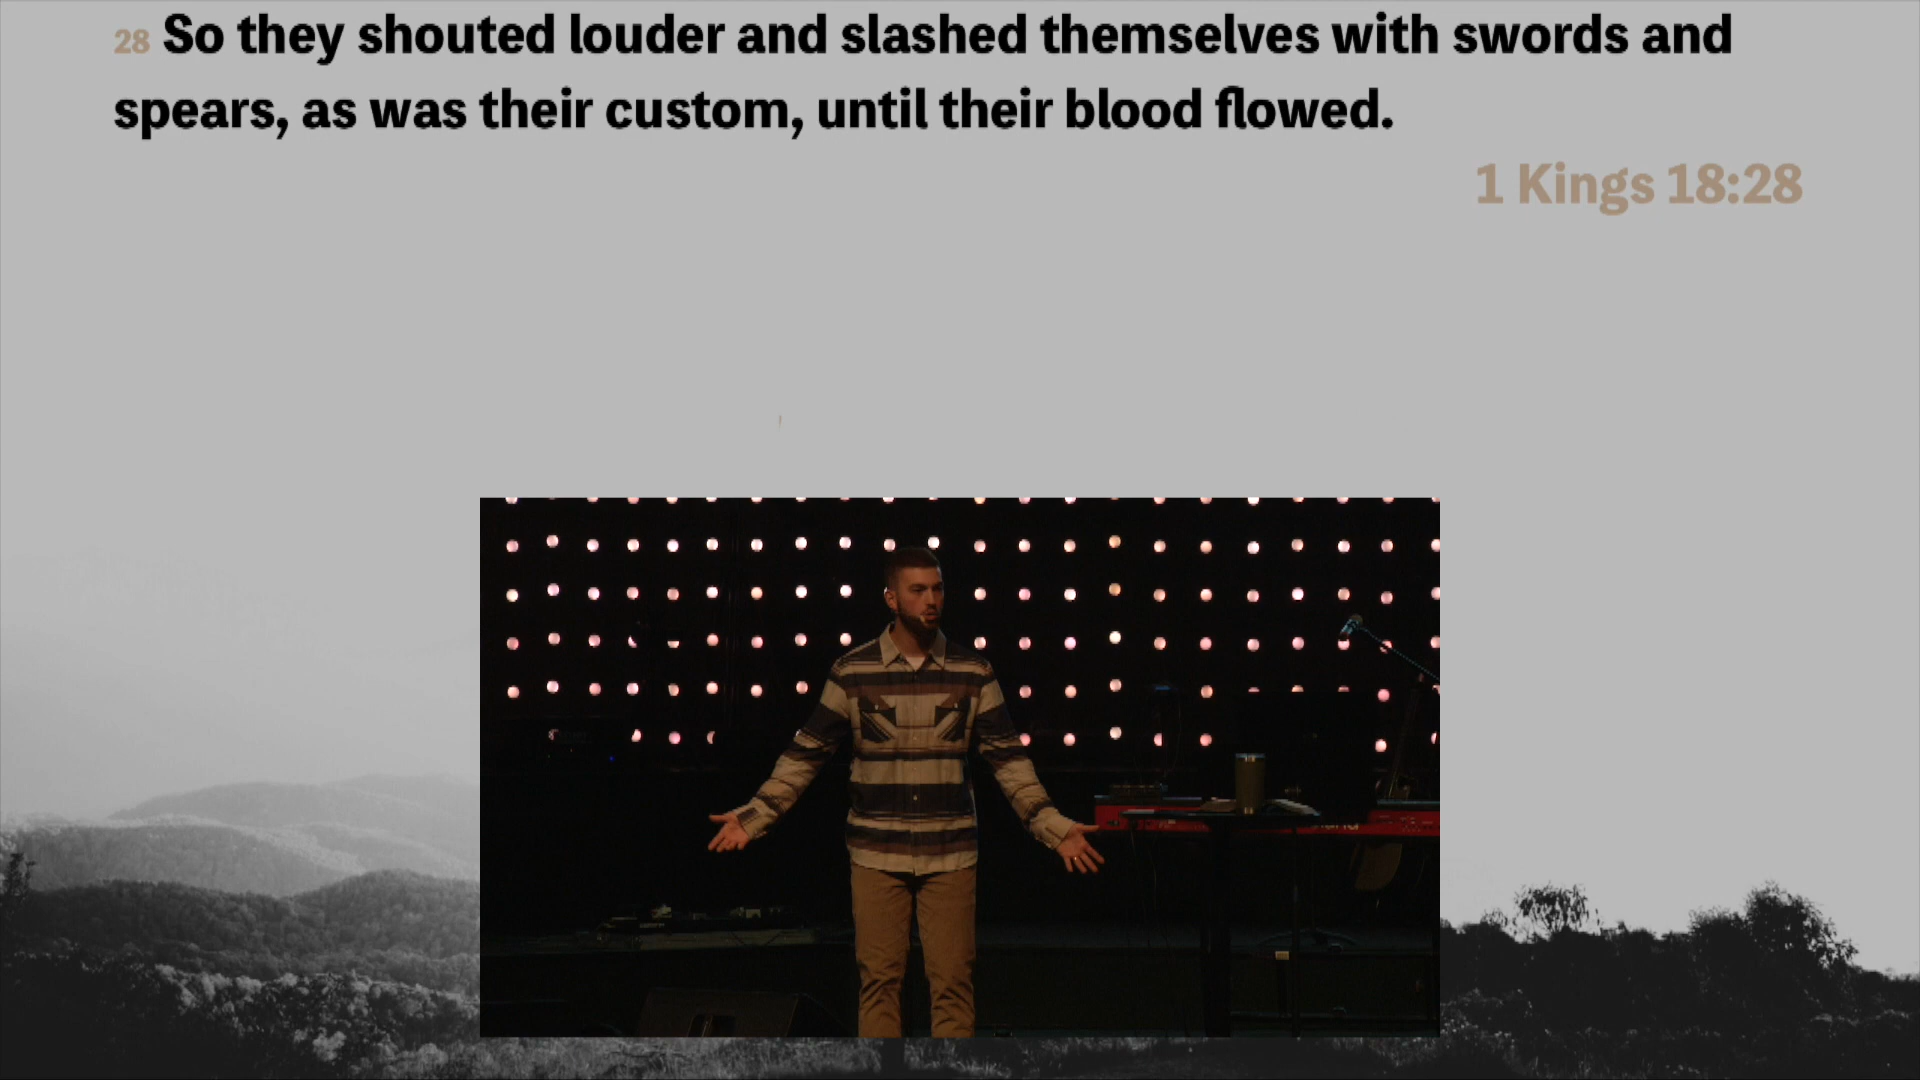 28 So they shouted louder and slashed themselves with swords and
spears, as was their custom, until their blood flowed.
1 Kings 18:28